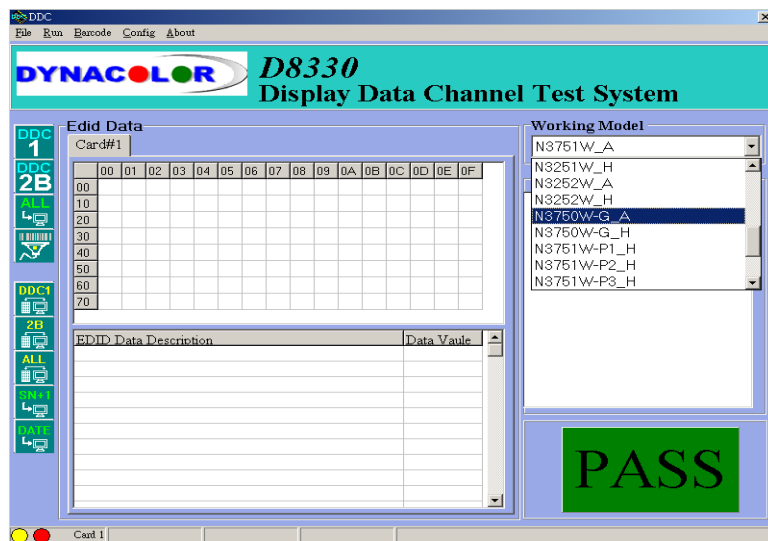 DDC
File Run Barcode Config About
DYNACOLOR
D8330
Display Data Channel Test System
DDC
1
DDC
2B
ALL
DDC1
2B
ALL
SN+1
DATE
Edid Data
Card#1
00 01 02 03 04 05 06 07 08 09 0A 0B 0C 0D 0E 0F
00
10
20
30
40
50
60
70
EDID Data Description Data Vaule
Working Model
N3751W_A
N3251W_H
N3252W_A
N3252W_H
N3750W-G_A
N3750W-G_H
N3751W-P1_H
N3751W-P2_H
N3751W-P3_H
PASS
Card 1